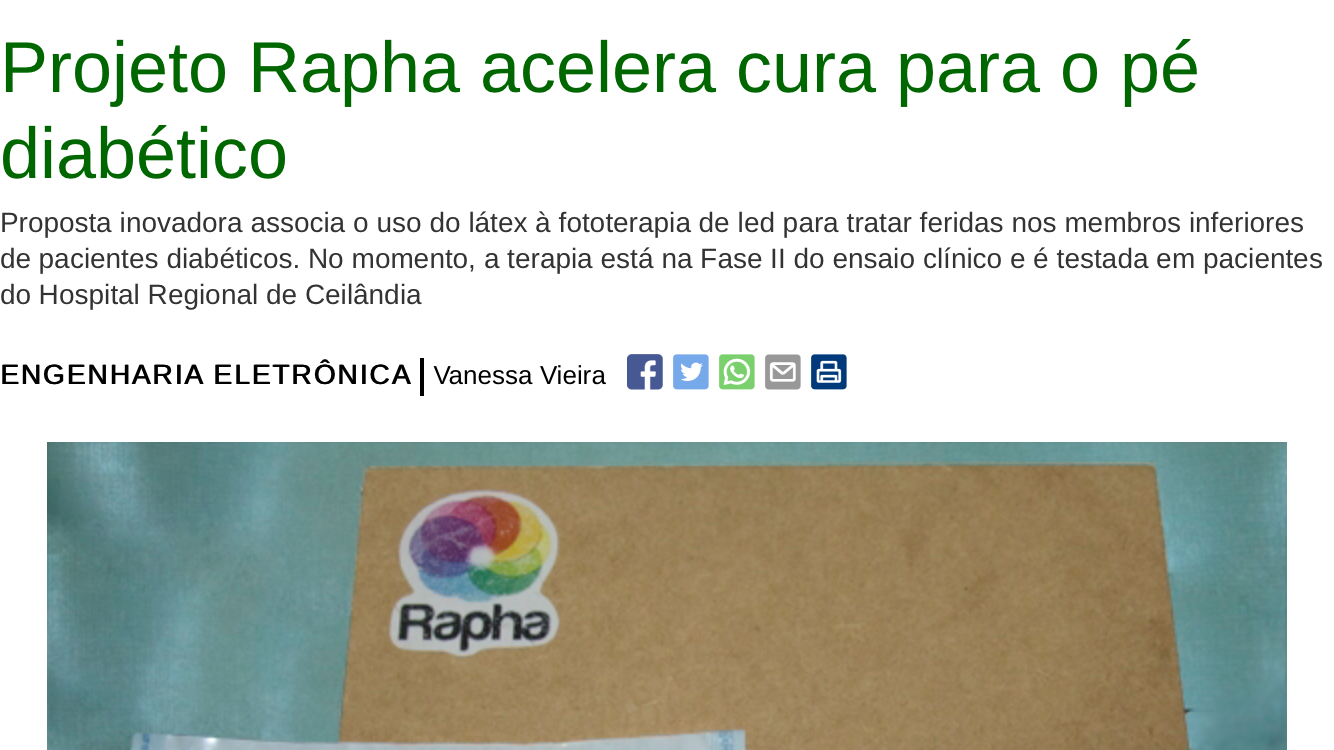 Projeto Rapha acelera cura para o pé
diabético
Proposta inovadora associa o uso do látex à fototerapia de led para tratar feridas nos membros inferiores
de pacientes diabéticos. No momento, a terapia está na Fase II do ensaio clínico e é testada em pacientes
do Hospital Regional de Ceilândia
ENGENHARIA ELETRÔNICA | Vanessa Vieira
Rapha